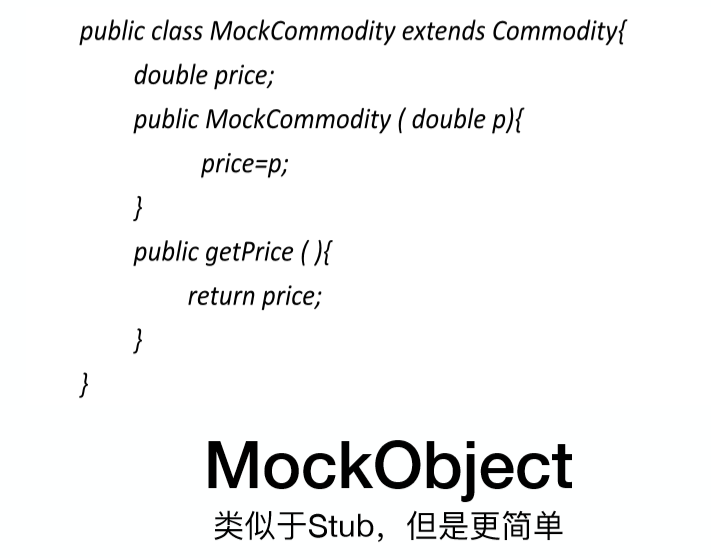 public class MockCommodity extends Commodity{
double price;
public MockCommodity ( double p){
price=p;
}
public getPrice ( ){
return price;
}
}
MockObject
类似于Stub，但是更简单